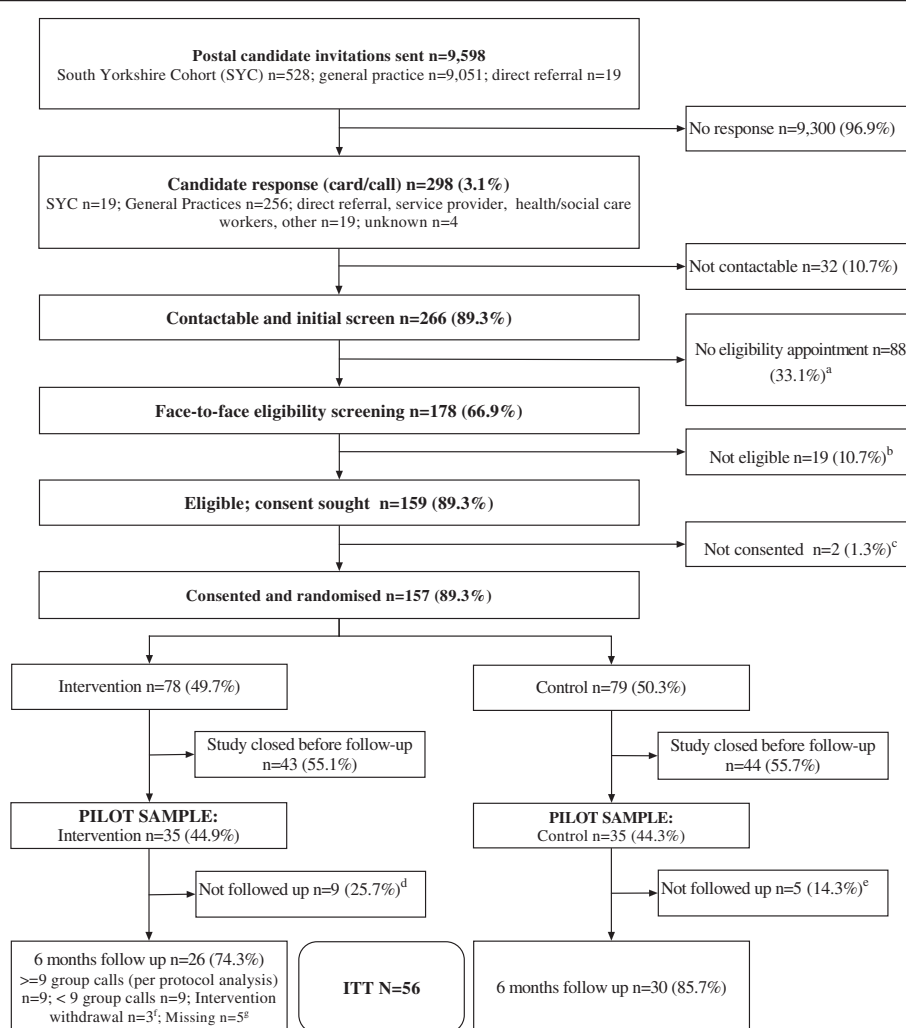 Postal candidate invitations sent n=9,598
South Yorkshire Cohort (SYC) n=528; general practice n=9,051; direct referral n=19
No response n=9,300 (96.9%)
Candidate response (card/call) n=298 (3.1%)
SYC n=19; General Practices n=256; direct referral, service provider, health/social care
workers, other n=19; unknown n=4
Not contactable n=32 (10.7%)
Contactable and initial screen n=266 (89.3%)
No eligibility appointment n=88
(33.1%)a
Face-to-face eligibility screening n=178 (66.9%)
Not eligible n=19 (10.7%)b
Eligible; consent sought n=159 (89.3%)
Not consented n=2 (1.3%)c
Consented and randomised n=157 (89.3%)
Intervention n=78 (49.7%)
Control n=79 (50.3%)
Study closed before follow-up
n=43 (55.1%)
Study closed before follow-up
n=44 (55.7%)
PILOT SAMPLE:
Intervention n=35 (44.9%)
PILOT SAMPLE:
Control n=35 (44.3%)
Not followed up n=9 (25.7%)d
Not followed up n=5 (14.3%)e
6 months follow up n=26 (74.3%)
>=9 group calls (per protocol analysis)
n=9; < 9 group calls n=9; Intervention
withdrawal n=3f; Missing n=5g
ITT N=56
6 months follow up n=30 (85.7%)